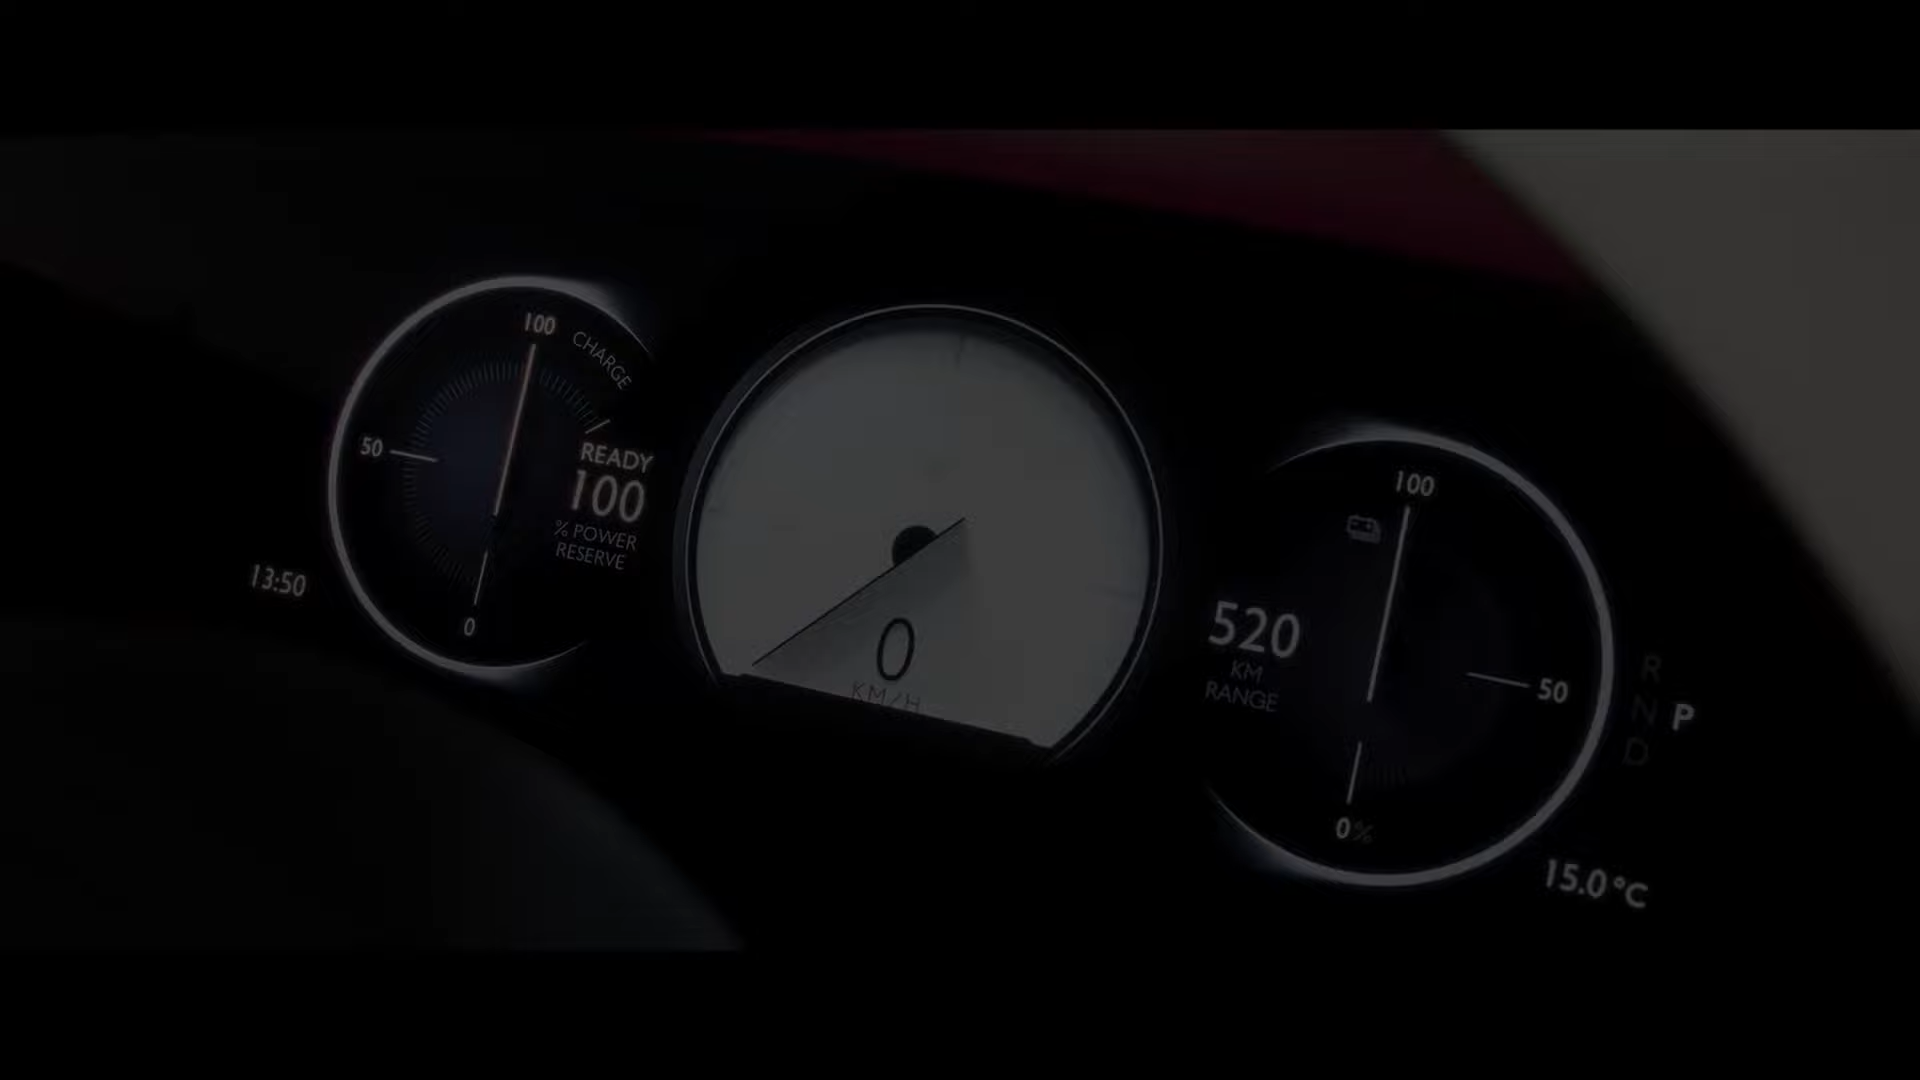 100
CHARGE
50
READY
100
% POWER
RESERVE
0
13:50
0
KM/H
100
520
KM
RANGE
50
0%
R
N
D
P
15.0°C